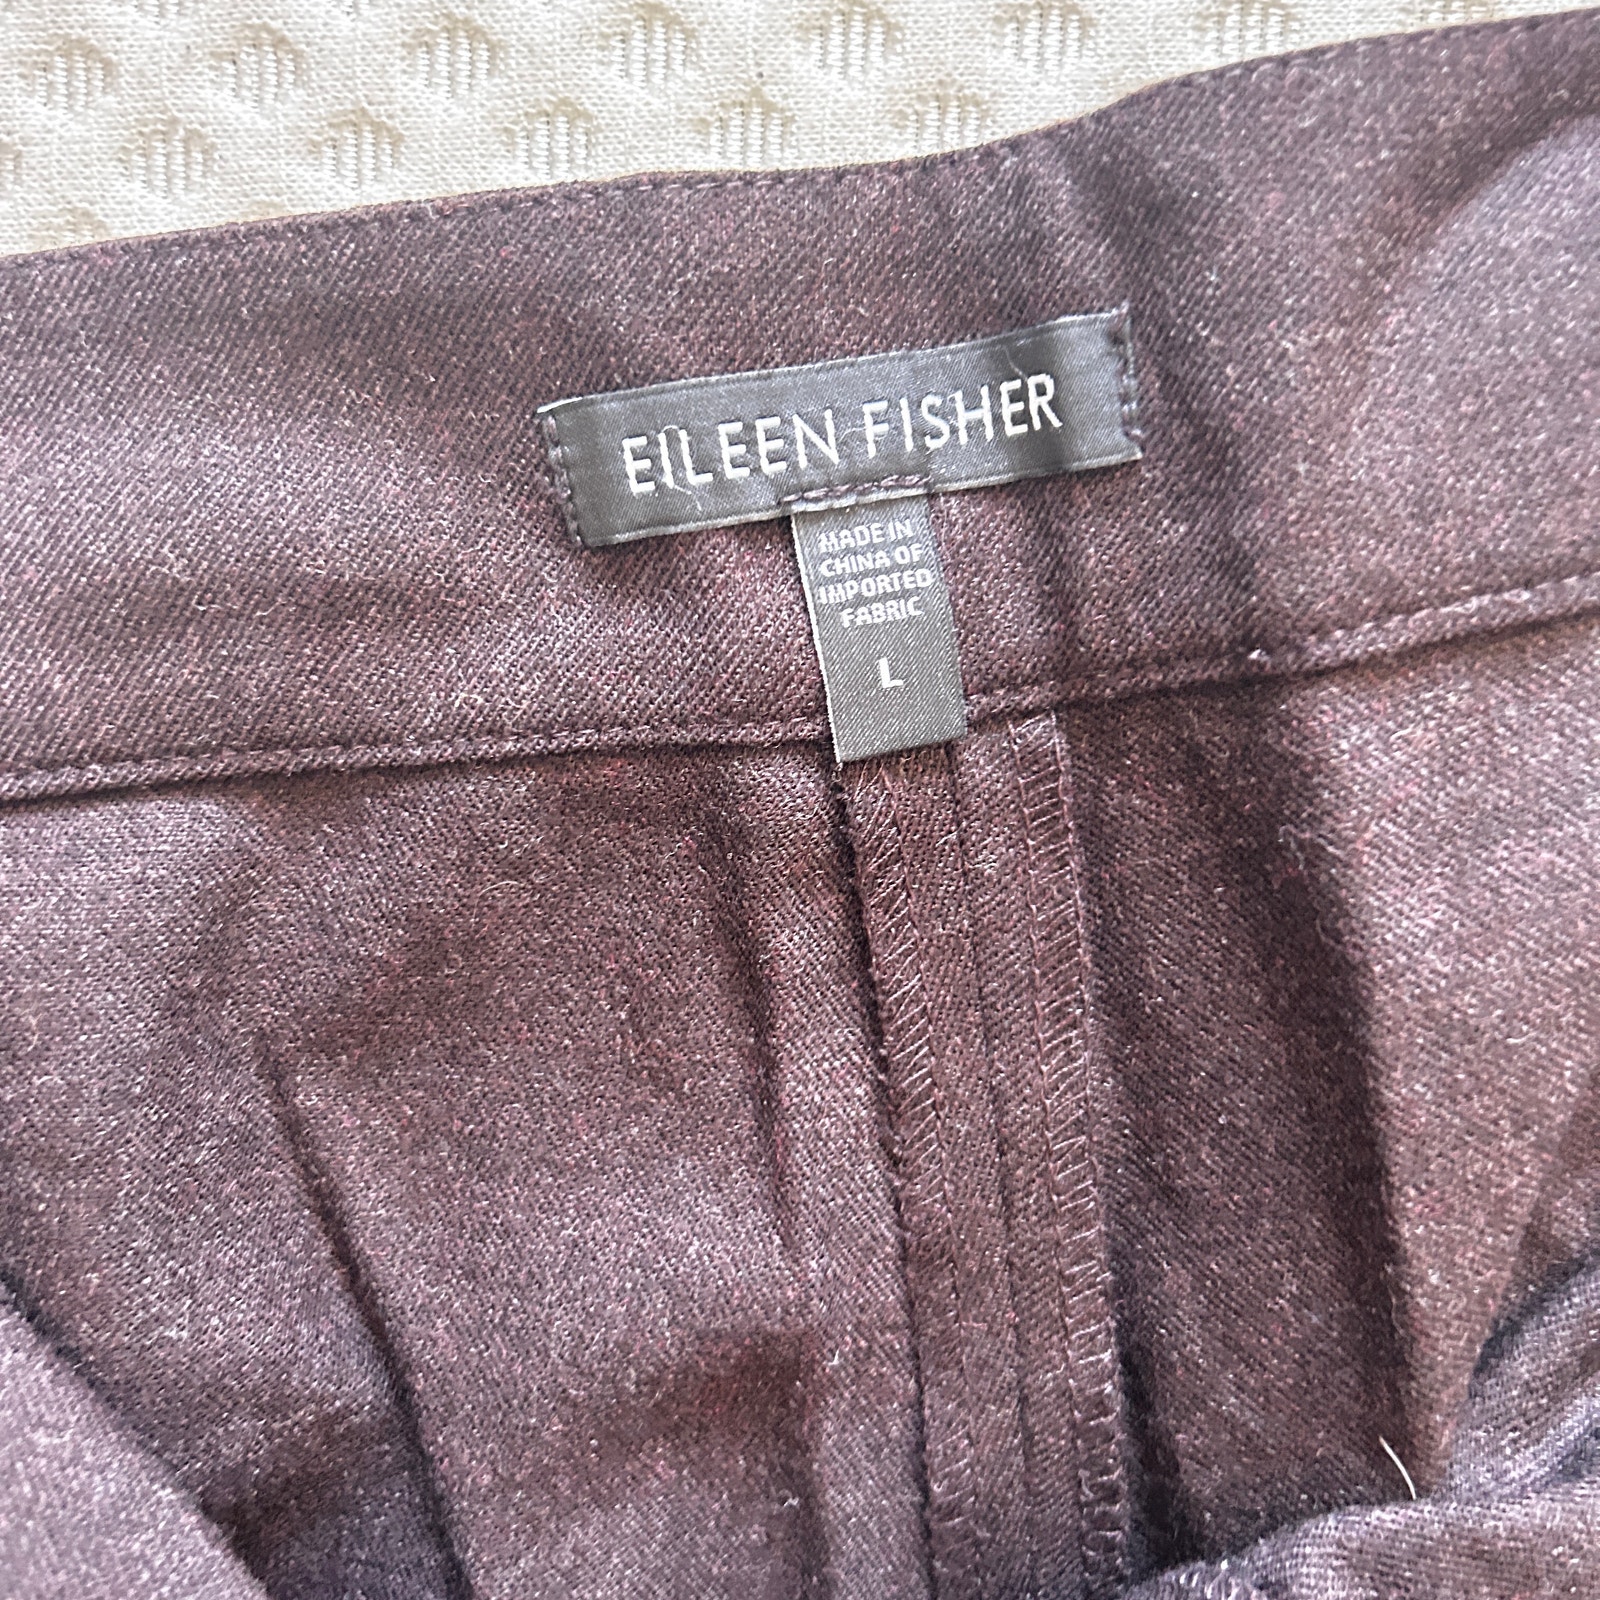 EILEEN FISHER
MADE IN
CHINA OF
IMPORTED
FABRIC
L